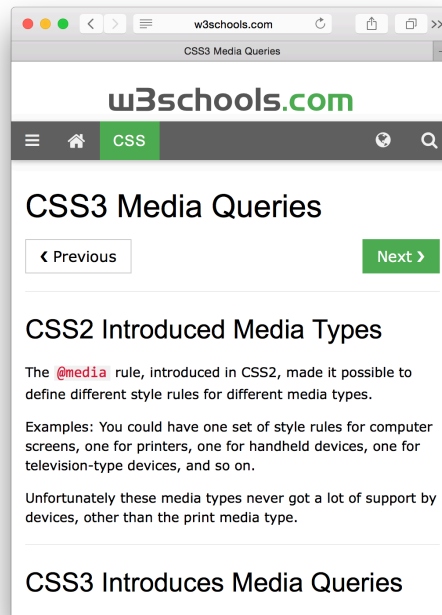 w3schools.com
CSS3 Media Queries
w3schools.com
CSS
CSS3 Media Queries
❮ Previous
Next ❯
CSS2 Introduced Media Types
The @media rule, introduced in CSS2, made it possible to
define different style rules for different media types.
Examples: You could have one set of style rules for computer
screens, one for printers, one for handheld devices, one for
television-type devices, and so on.
Unfortunately these media types never got a lot of support by
devices, other than the print media type.
CSS3 Introduces Media Queries